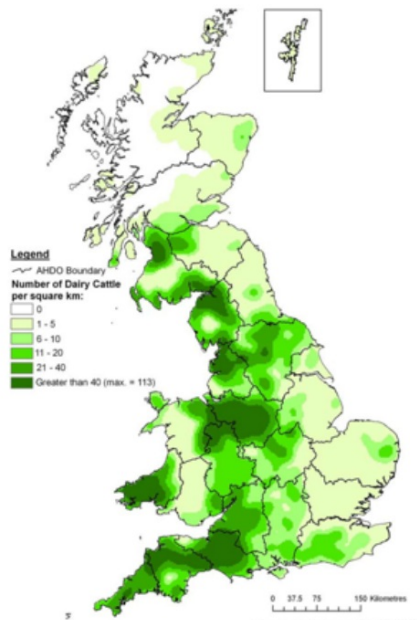 Legend
AHDO Boundary
Number of Dairy Cattle
per square km:
0
1 - 5
6 - 10
11 - 20
21 - 40
Greater than 40 (max. = 113)
0 37.5 75 150 Kilometres
5